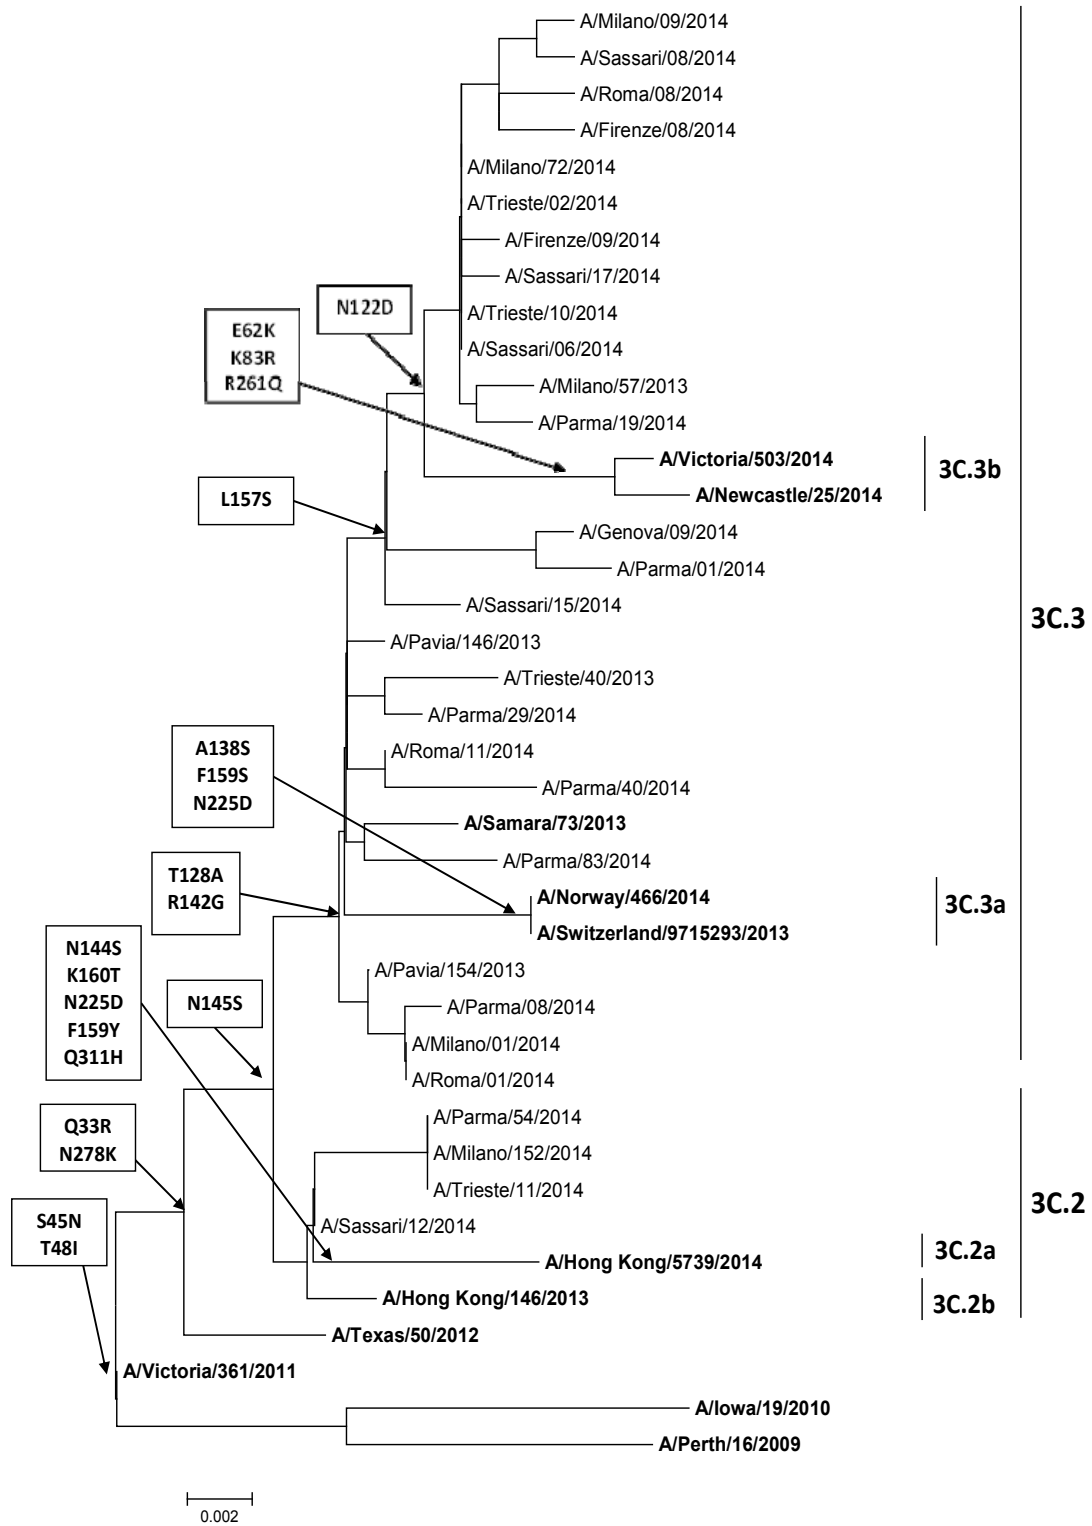 A/Milano/09/2014
A/Sassari/08/2014
A/Roma/08/2014
A/Firenze/08/2014
A/Milano/72/2014
A/Trieste/02/2014
A/Firenze/09/2014
A/Sassari/17/2014
N122D
A/Trieste/10/2014
E62K
K83R
R261Q
A/Sassari/06/2014
A/Milano/57/2013
A/Parma/19/2014
A/Victoria/503/2014
3C.3b
A/Newcastle/25/2014
L157S
A/Genova/09/2014
A/Parma/01/2014
A/Sassari/15/2014
3C.3
A/Pavia/146/2013
A/Trieste/40/2013
A/Parma/29/2014
A138S
F159S
N225D
A/Roma/11/2014
A/Parma/40/2014
A/Samara/73/2013
A/Parma/83/2014
T128A
R142G
A/Norway/466/2014
3C.3a
A/Switzerland/9715293/2013
N144S
K160T
N225D
F159Y
Q311H
A/Pavia/154/2013
N145S
A/Parma/08/2014
A/Milano/01/2014
A/Roma/01/2014
A/Parma/54/2014
Q33R
N278K
A/Milano/152/2014
A/Trieste/11/2014
3C.2
S45N
T48I
A/Sassari/12/2014
A/Hong Kong/5739/2014
3C.2a
A/Hong Kong/146/2013
3C.2b
A/Texas/50/2012
A/Victoria/361/2011
A/Iowa/19/2010
A/Perth/16/2009
0.002